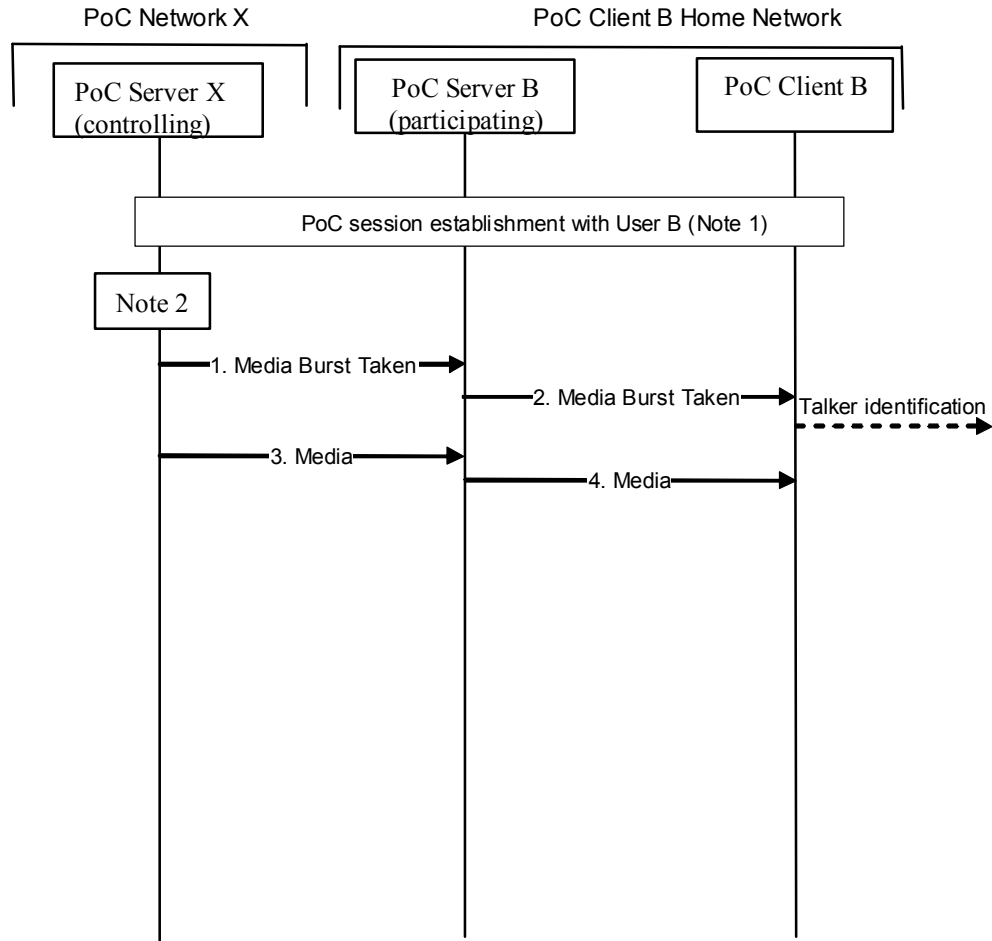 PoC Network X
PoC Client B Home Network
PoC Server X
(controlling)
PoC Server B
(participating)
PoC Client B
PoC session establishment with User B (Note 1)
Note 2
1. Media Burst Taken
2. Media Burst Taken
Talker identification
3. Media
4. Media